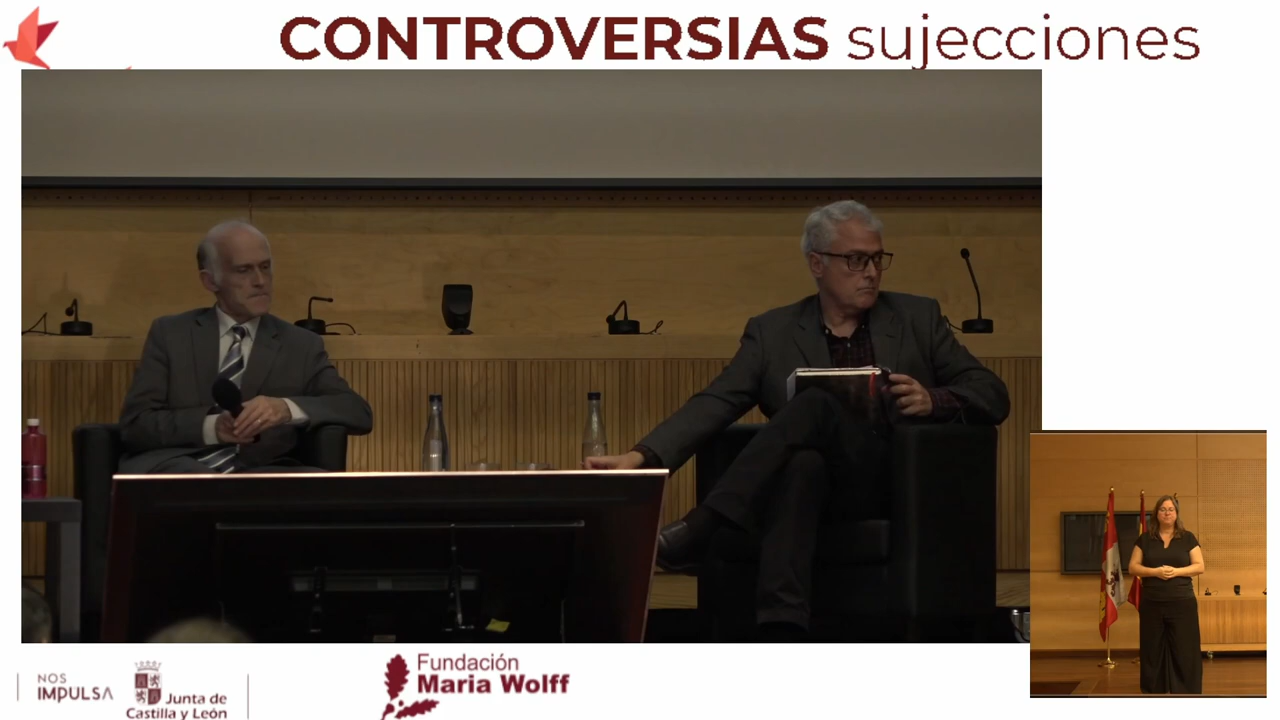 CONTROVERSIAS sujecciones
NOS
IMPULSA
Junta de
Castilla y León
Fundación
Maria Wolff